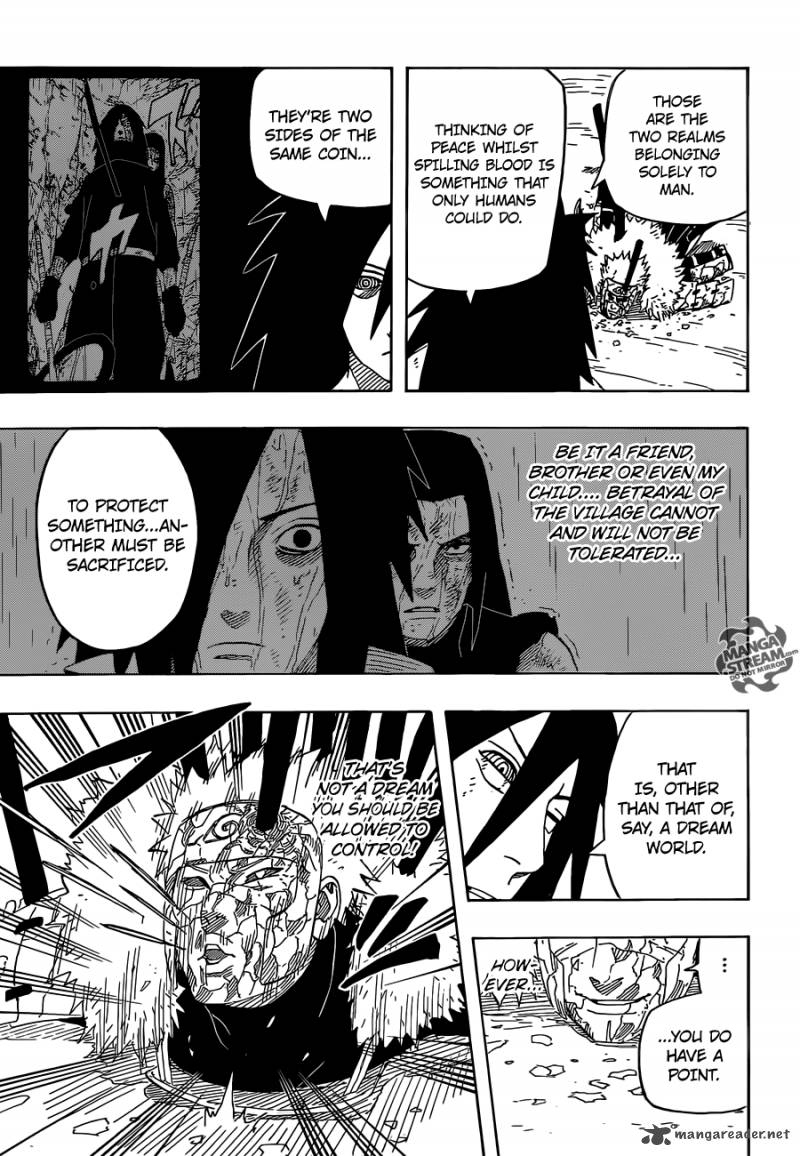 THOSE
ARE THE
TWO REALMS
BELONGING
SOLELY TO
MAN.
THINKING OF
PEACE WHILST
SPILLING BLOOD IS
SOMETHING THAT
ONLY HUMANS
COULD DO.
THEY'RE TWO
SIDES OF THE
SAME COIN...
BE IT A FRIEND,
BROTHER OR EVEN MY
CHILD.... BETRAYAL OF
THE VILLAGE CANNOT
AND WILL NOT BE
TOLERATED...
TO PROTECT
SOMETHING...AN-
OTHER MUST BE
SACRIFICED.
MANGA
STREAM.com
DO NOT MIRROR
THAT
IS, OTHER
THAN THAT OF,
SAY, A DREAM
WORLD.
THAT'S
NOT A DREAM
YOU SHOULD BE
ALLOWED TO
CONTROL!
...
...YOU DO
HAVE A
POINT.
HOW-
EVER...
mangareader.net